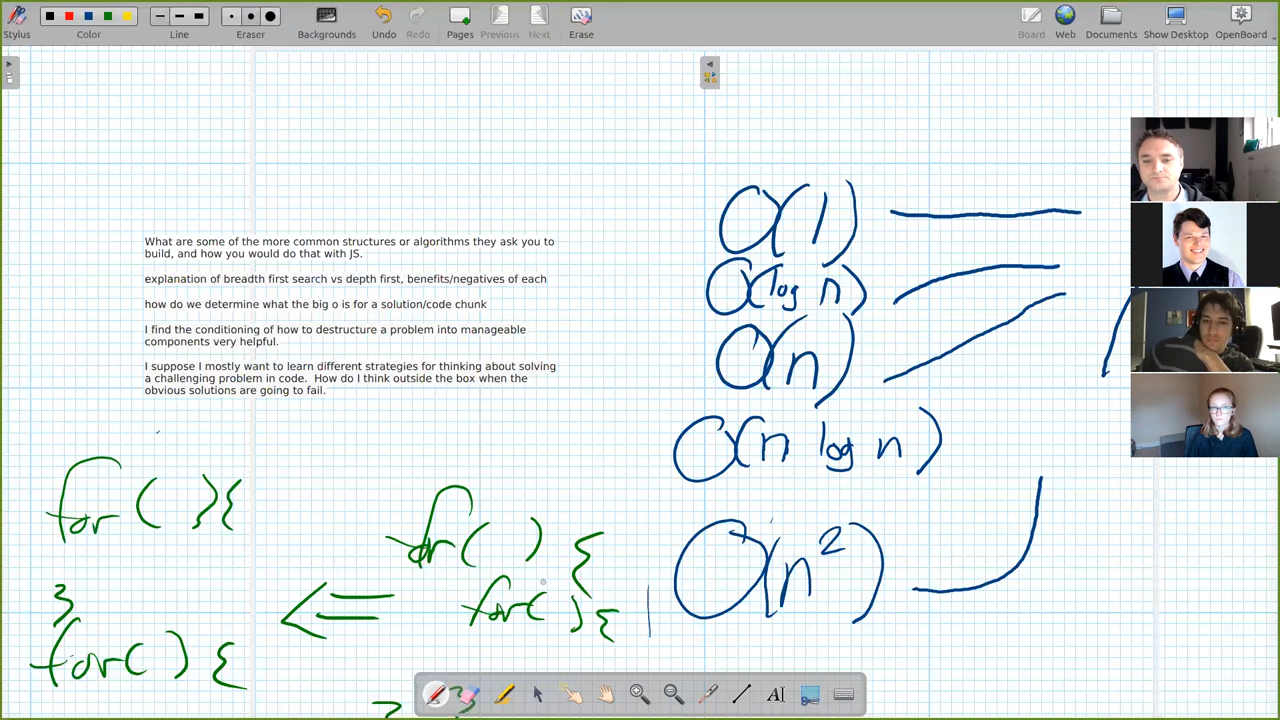 Stylus
Color
Line
Eraser
Backgrounds
Undo
Redo
Pages
Previous
Next
Erase
Board
Web
Documents
Show Desktop
OpenBoard
What are some of the more common structures or algorithms they ask you to
build, and how you would do that with JS.
explanation of breadth first search vs depth first, benefits/negatives of each
how do we determine what the big o is for a solution/code chunk
I find the conditioning of how to destructure a problem into manageable
components very helpful.
I suppose I mostly want to learn different strategies for thinking about solving
a challenging problem in code.  How do I think outside the box when the
obvious solutions are going to fail.
O(1)
O(log n)
O(n)
O(n log n)
O(n²)
for ( ){
}
for( ) {
for( ) {
for( ){